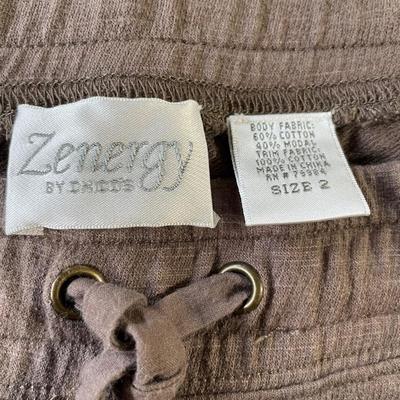 Zenergy
BY CHICO'S
BODY FABRIC:
60% COTTON
40% MODAL
TRIM FABRIC:
100% COTTON
MADE IN CHINA
RN # 79984
SIZE 2